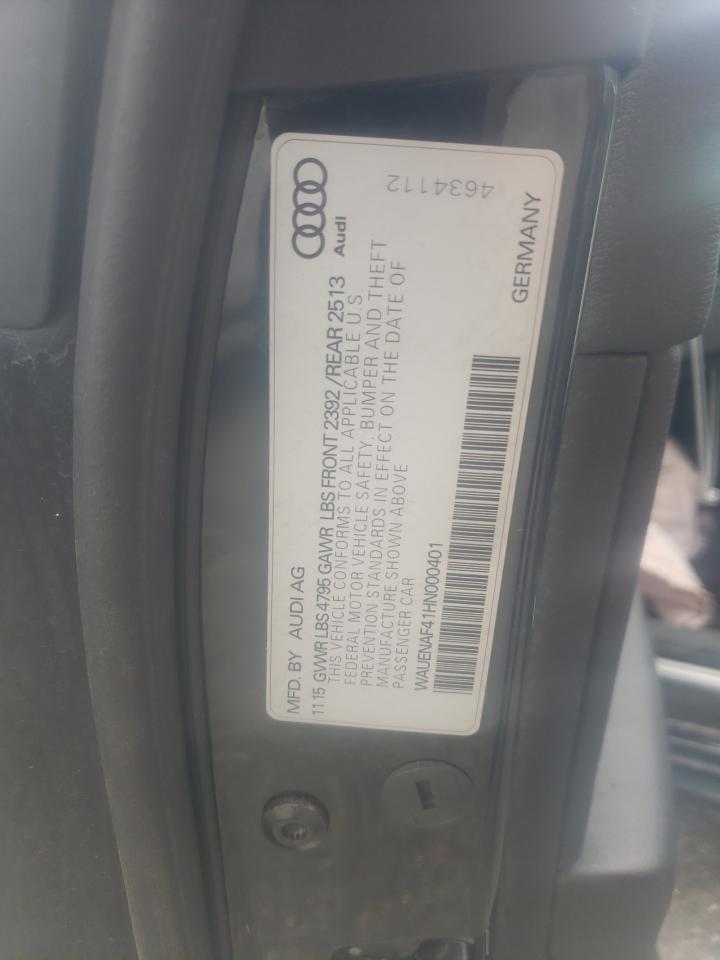 MFD. BY AUDI AG
11.15 GVWR LBS 4795 GAWR LBS FRONT 2392 /REAR 2513
THIS VEHICLE CONFORMS TO ALL APPLICABLE U.S.
FEDERAL MOTOR VEHICLE SAFETY, BUMPER AND THEFT
PREVENTION STANDARDS IN EFFECT ON THE DATE OF
MANUFACTURE SHOWN ABOVE
PASSENGER CAR
WAUENAF41HN000401
Audi
4634112
GERMANY